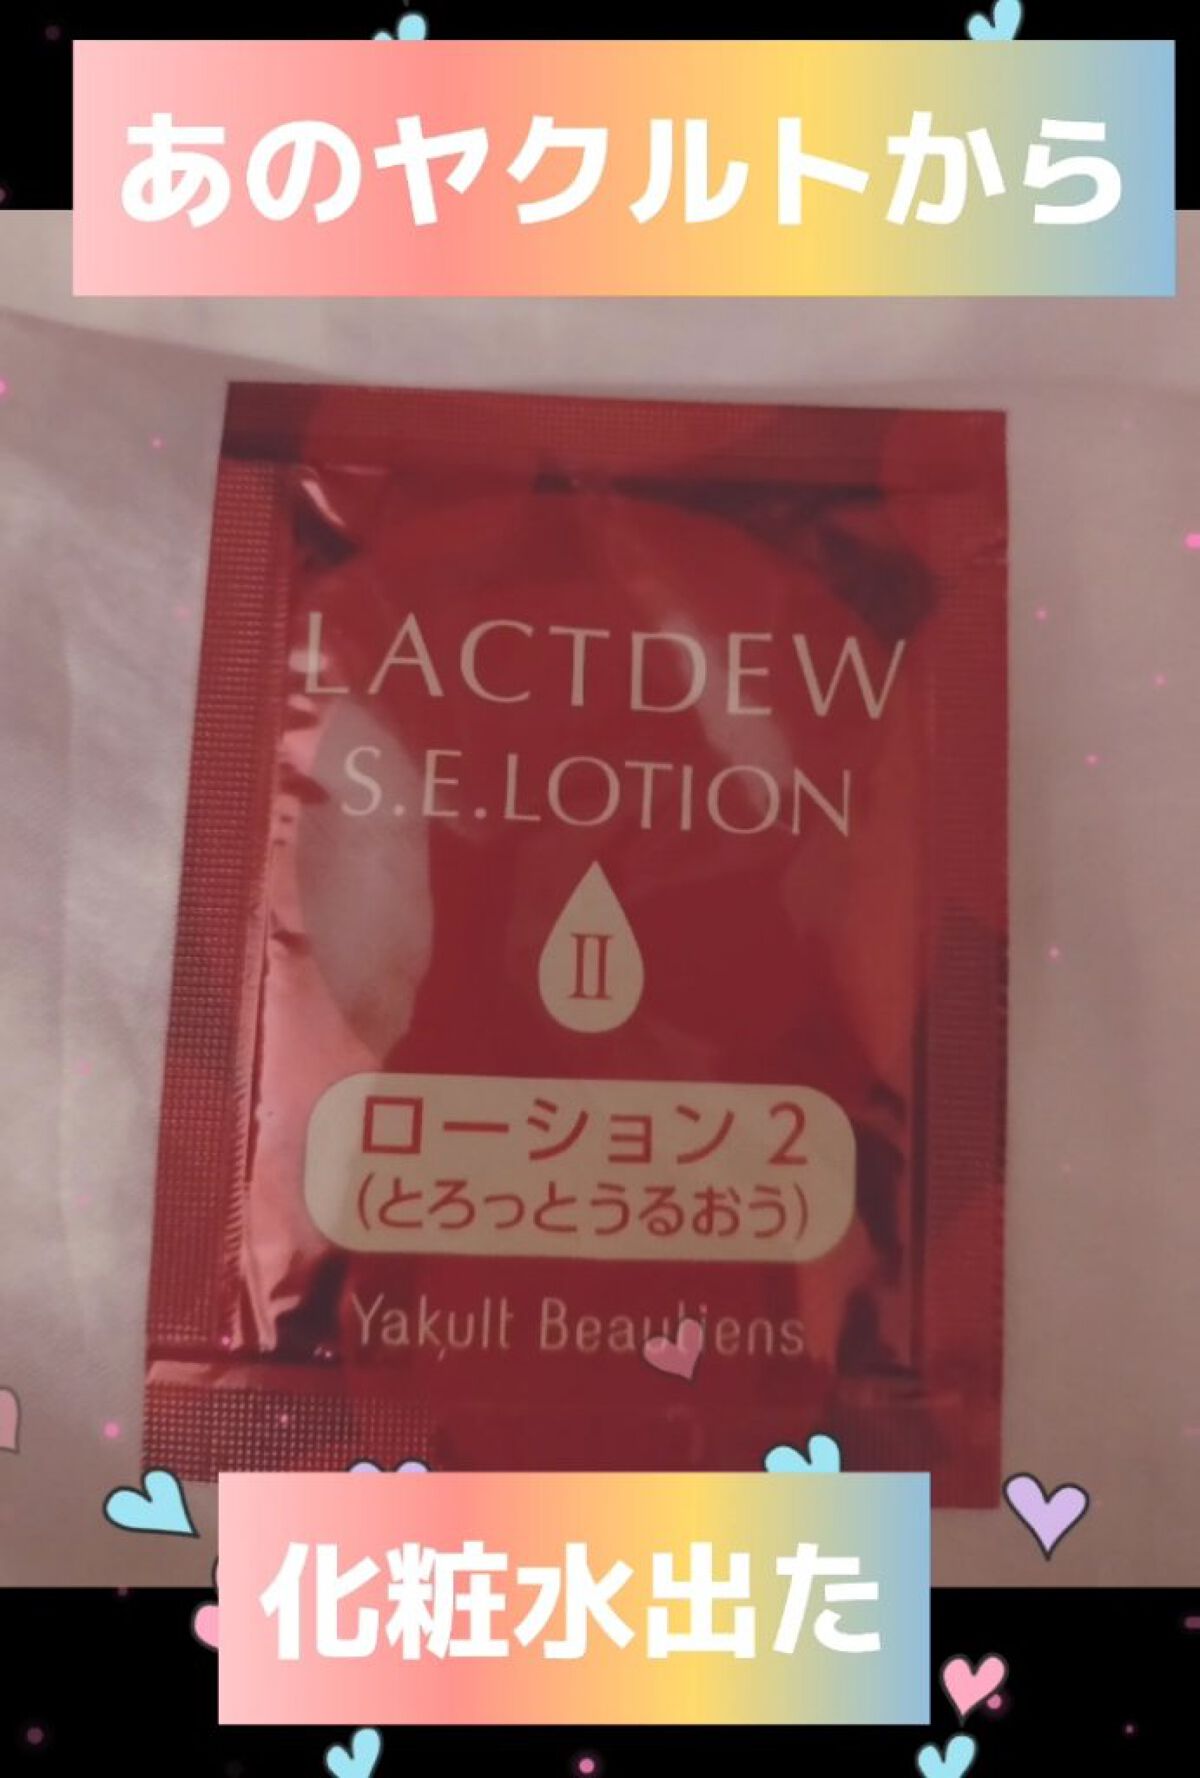 あのヤクルトから
LACTDEW
S.E.LOTION
II
ローション 2
(とろっとうるおう)
Yakult Beautiens
化粧水出た